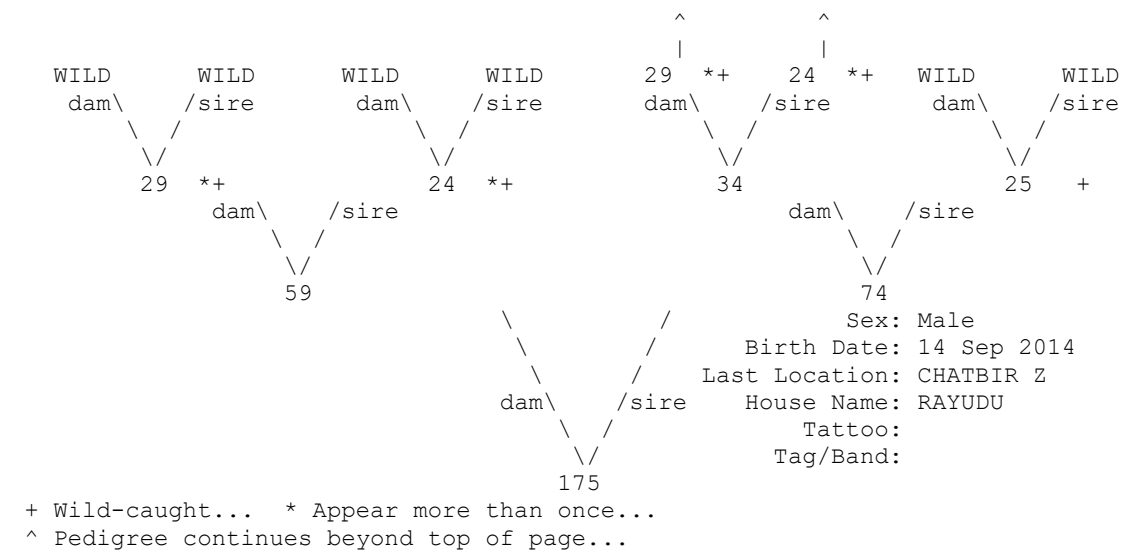 ^ ^
| |
WILD WILD WILD WILD 29 *+ 24 *+ WILD WILD
dam\ /sire dam\ /sire dam\ /sire dam\ /sire
\ / \ / \ / \ /
\/ \/ \/ \/
29 *+ 24 *+ 34 25 +
dam\ /sire dam\ /sire
\ / \ /
\/ \/
59 74
\ / Sex: Male
\ / Birth Date: 14 Sep 2014
\ / Last Location: CHATBIR Z
dam\ /sire House Name: RAYUDU
\ / Tattoo:
\/ Tag/Band:
175
+ Wild-caught... * Appear more than once...
^ Pedigree continues beyond top of page...